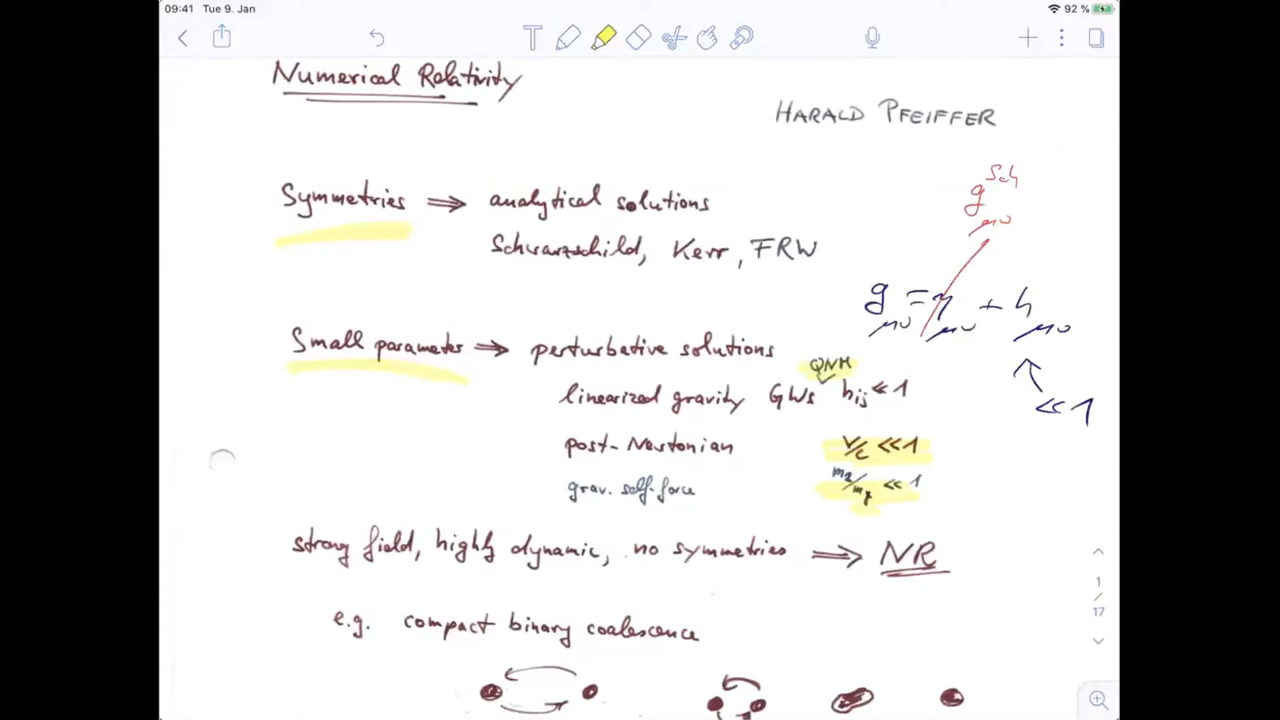 09:41 Tue 9. Jan 92 %
Numerical Relativity
HARALD PFEIFFER
Symmetries ⇒ analytical solutions
Schwarzschild, Kerr, FRW
g^Sch_μν
g_μν = η_μν + h_μν
≪1
Small parameter ⇒ perturbative solutions
QNM
linearized gravity GWs h_ij ≪ 1
post-Newtonian v/c ≪ 1
grav. self-force m_2/m_1 ≪ 1
strong field, highly dynamic, no symmetries ⇒ NR
e.g. compact binary coalescence
1
/
17